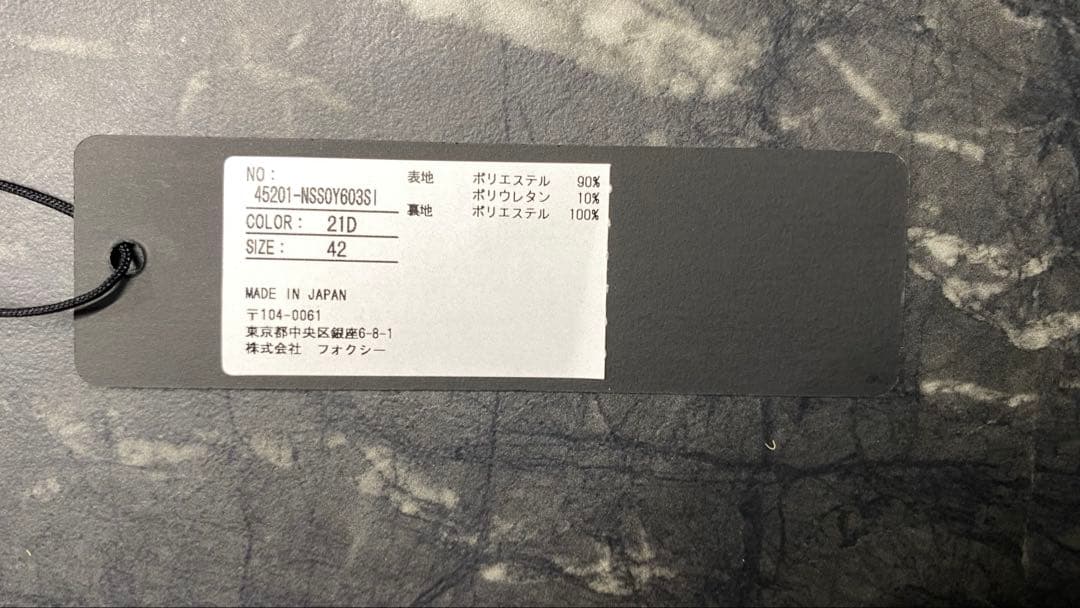 NO：
45201-NSS0Y603SI
COLOR： 21D
SIZE： 42
表地 ポリエステル 90%
ポリウレタン 10%
裏地 ポリエステル 100%
MADE IN JAPAN
〒104-0061
東京都中央区銀座6-8-1
株式会社 フォクシー